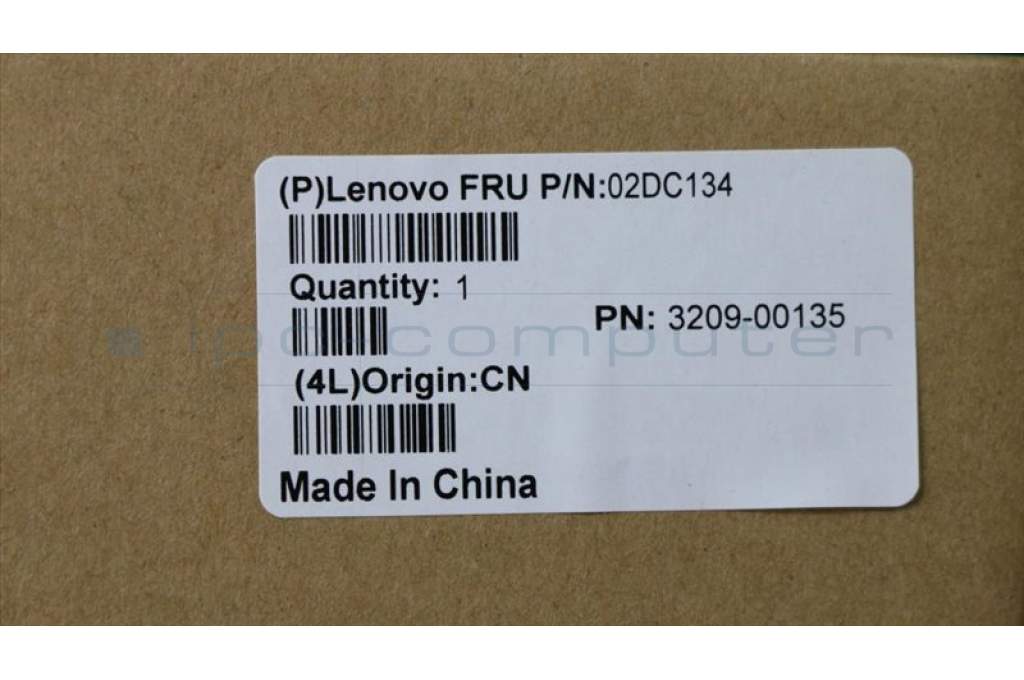 (P)Lenovo FRU P/N:02DC134
Quantity: 1
PN: 3209-00135
ipc-computer
(4L)Origin:CN
Made In China